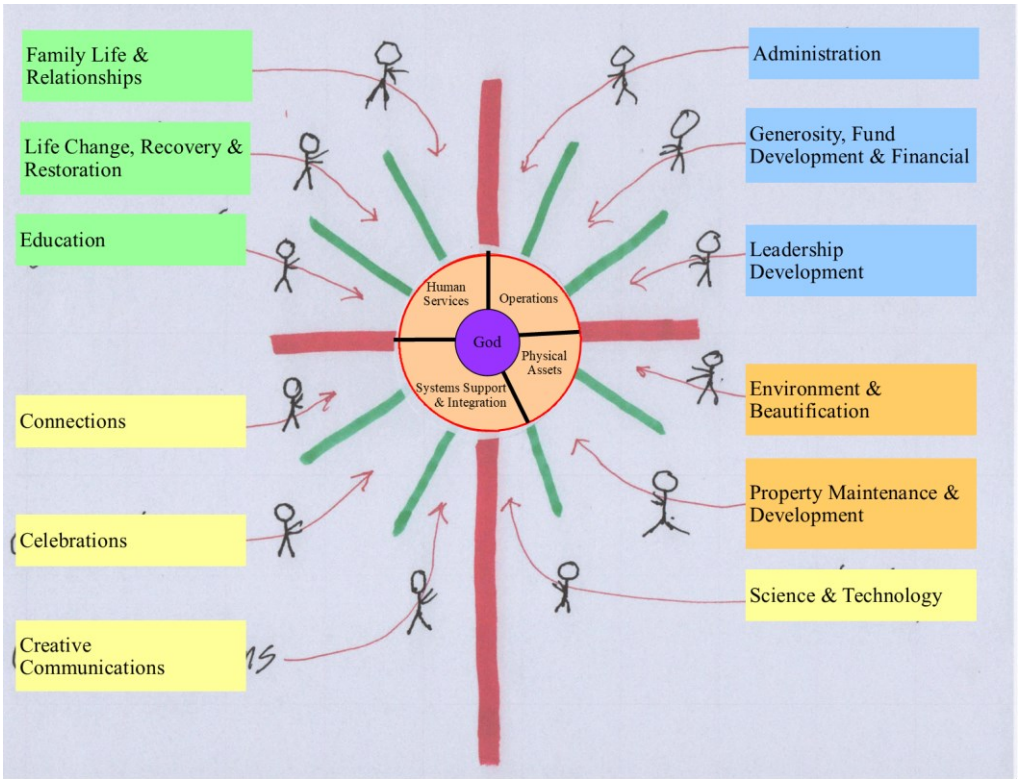 Family Life &
Relationships
Life Change, Recovery &
Restoration
Education
Connections
Celebrations
Creative
Communications
NS
Human
Services
Operations
God
Physical
Assets
Systems Support
& Integration
Administration
Generosity, Fund
Development & Financial
Leadership
Development
Environment &
Beautification
Property Maintenance &
Development
Science & Technology